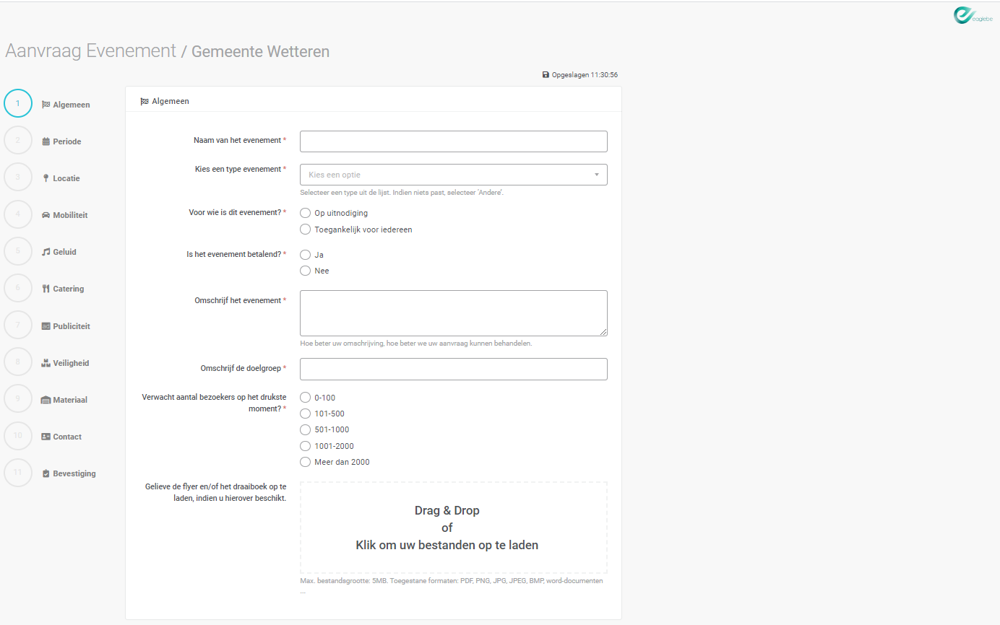 eaglebe
Aanvraag Evenement / Gemeente Wetteren
Opgeslagen 11:30:56
1 Algemeen
2 Periode
3 Locatie
4 Mobiliteit
5 Geluid
6 Catering
7 Publiciteit
8 Veiligheid
9 Materiaal
10 Contact
11 Bevestiging
Algemeen
Naam van het evenement *
Kies een type evenement *
Kies een optie
Selecteer een type uit de lijst. Indien niets past, selecteer 'Andere'.
Voor wie is dit evenement? *
Op uitnodiging
Toegankelijk voor iedereen
Is het evenement betalend? *
Ja
Nee
Omschrijf het evenement *
Hoe beter uw omschrijving, hoe beter we uw aanvraag kunnen behandelen.
Omschrijf de doelgroep *
Verwacht aantal bezoekers op het drukste
moment? *
0-100
101-500
501-1000
1001-2000
Meer dan 2000
Gelieve de flyer en/of het draaiboek op te
laden, indien u hierover beschikt.
Drag & Drop
of
Klik om uw bestanden op te laden
Max. bestandsgrootte: 5MB. Toegestane formaten: PDF, PNG, JPG, JPEG, BMP, word-documenten
...